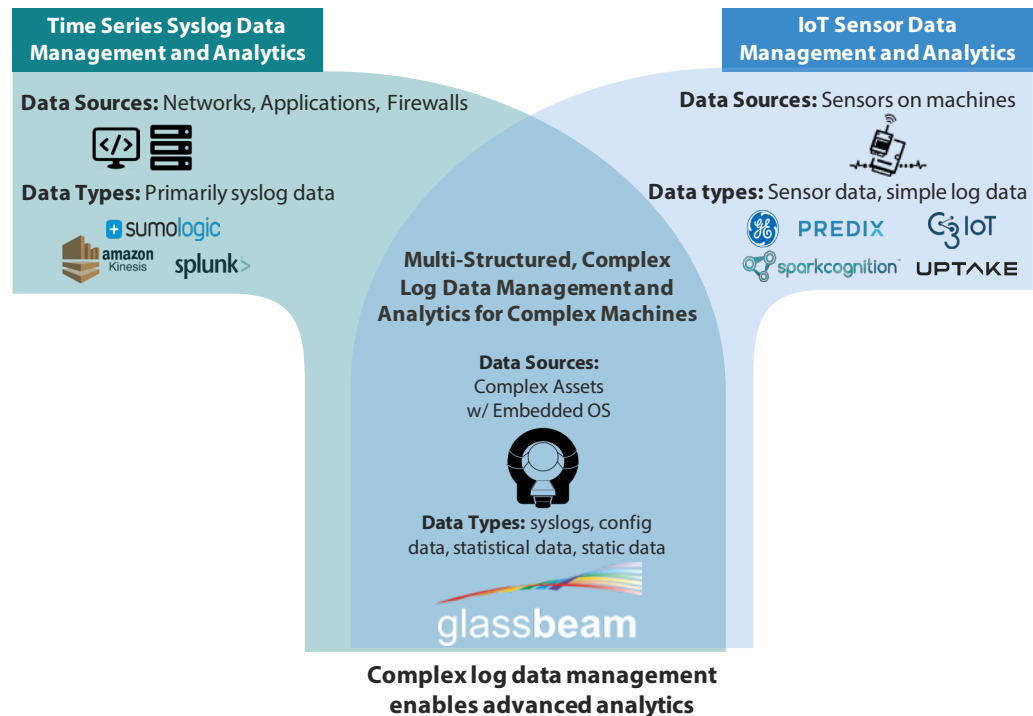 Time Series Syslog Data
Management and Analytics
Data Sources: Networks, Applications, Firewalls
</>
Data Types: Primarily syslog data
sumologic
amazon
Kinesis
splunk>
IoT Sensor Data
Management and Analytics
Data Sources: Sensors on machines
Data types: Sensor data, simple log data
GE
PREDIX
C3 IoT
sparkcognition™
UPTAKE
Multi-Structured, Complex
Log Data Management and
Analytics for Complex Machines
Data Sources:
Complex Assets
w/ Embedded OS
Data Types: syslogs, config
data, statistical data, static data
glassbeam
Complex log data management
enables advanced analytics